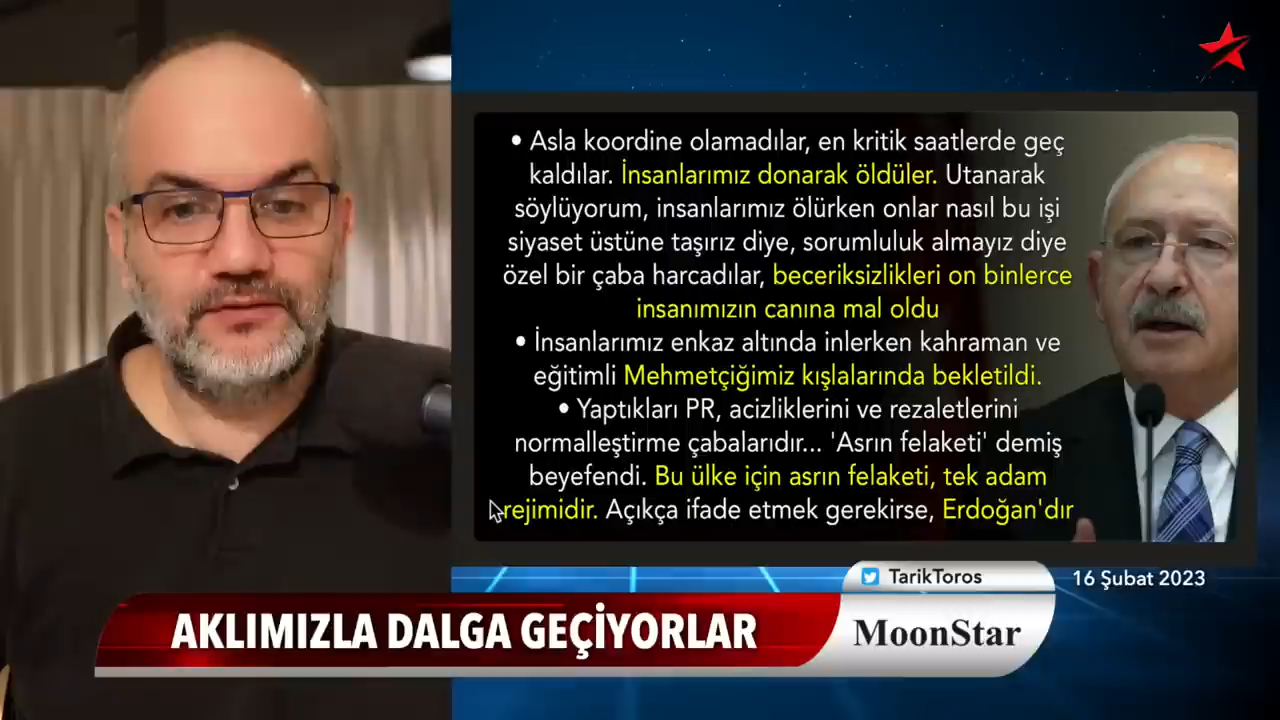 • Asla koordine olamadılar, en kritik saatlerde geç
kaldılar. İnsanlarımız donarak öldüler. Utanarak
söylüyorum, insanlarımız ölürken onlar nasıl bu işi
siyaset üstüne taşırız diye, sorumluluk almayız diye
özel bir çaba harcadılar, beceriksizlikleri on binlerce
insanımızın canına mal oldu
• İnsanlarımız enkaz altında inlerken kahraman ve
eğitimli Mehmetçiğimiz kışlalarında bekletildi.
• Yaptıkları PR, acizliklerini ve rezaletlerini
normalleştirme çabalarıdır... 'Asrın felaketi' demiş
beyefendi. Bu ülke için asrın felaketi, tek adam
rejimidir. Açıkça ifade etmek gerekirse, Erdoğan'dır
TarikToros
16 Şubat 2023
AKLIMIZLA DALGA GEÇİYORLAR
MoonStar